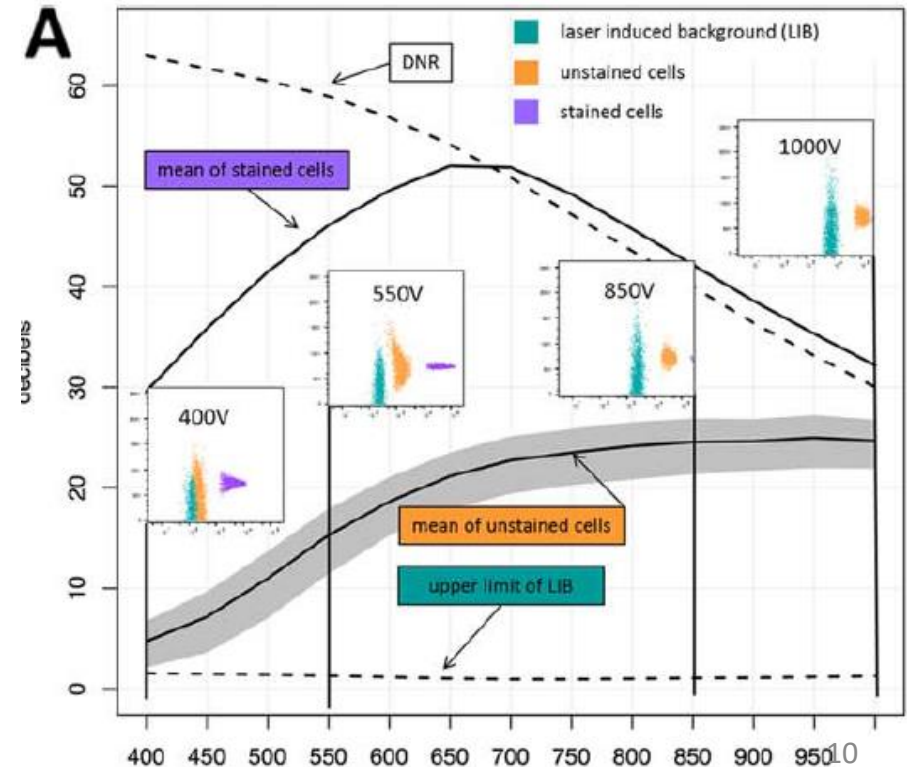 A
DNR
laser induced background (LIB)
unstained cells
stained cells
mean of stained cells
1000V
550V
850V
400V
mean of unstained cells
upper limit of LIB
decibels
60
50
40
30
20
10
0
400 450 500 550 600 650 700 750 800 850 900 950
10